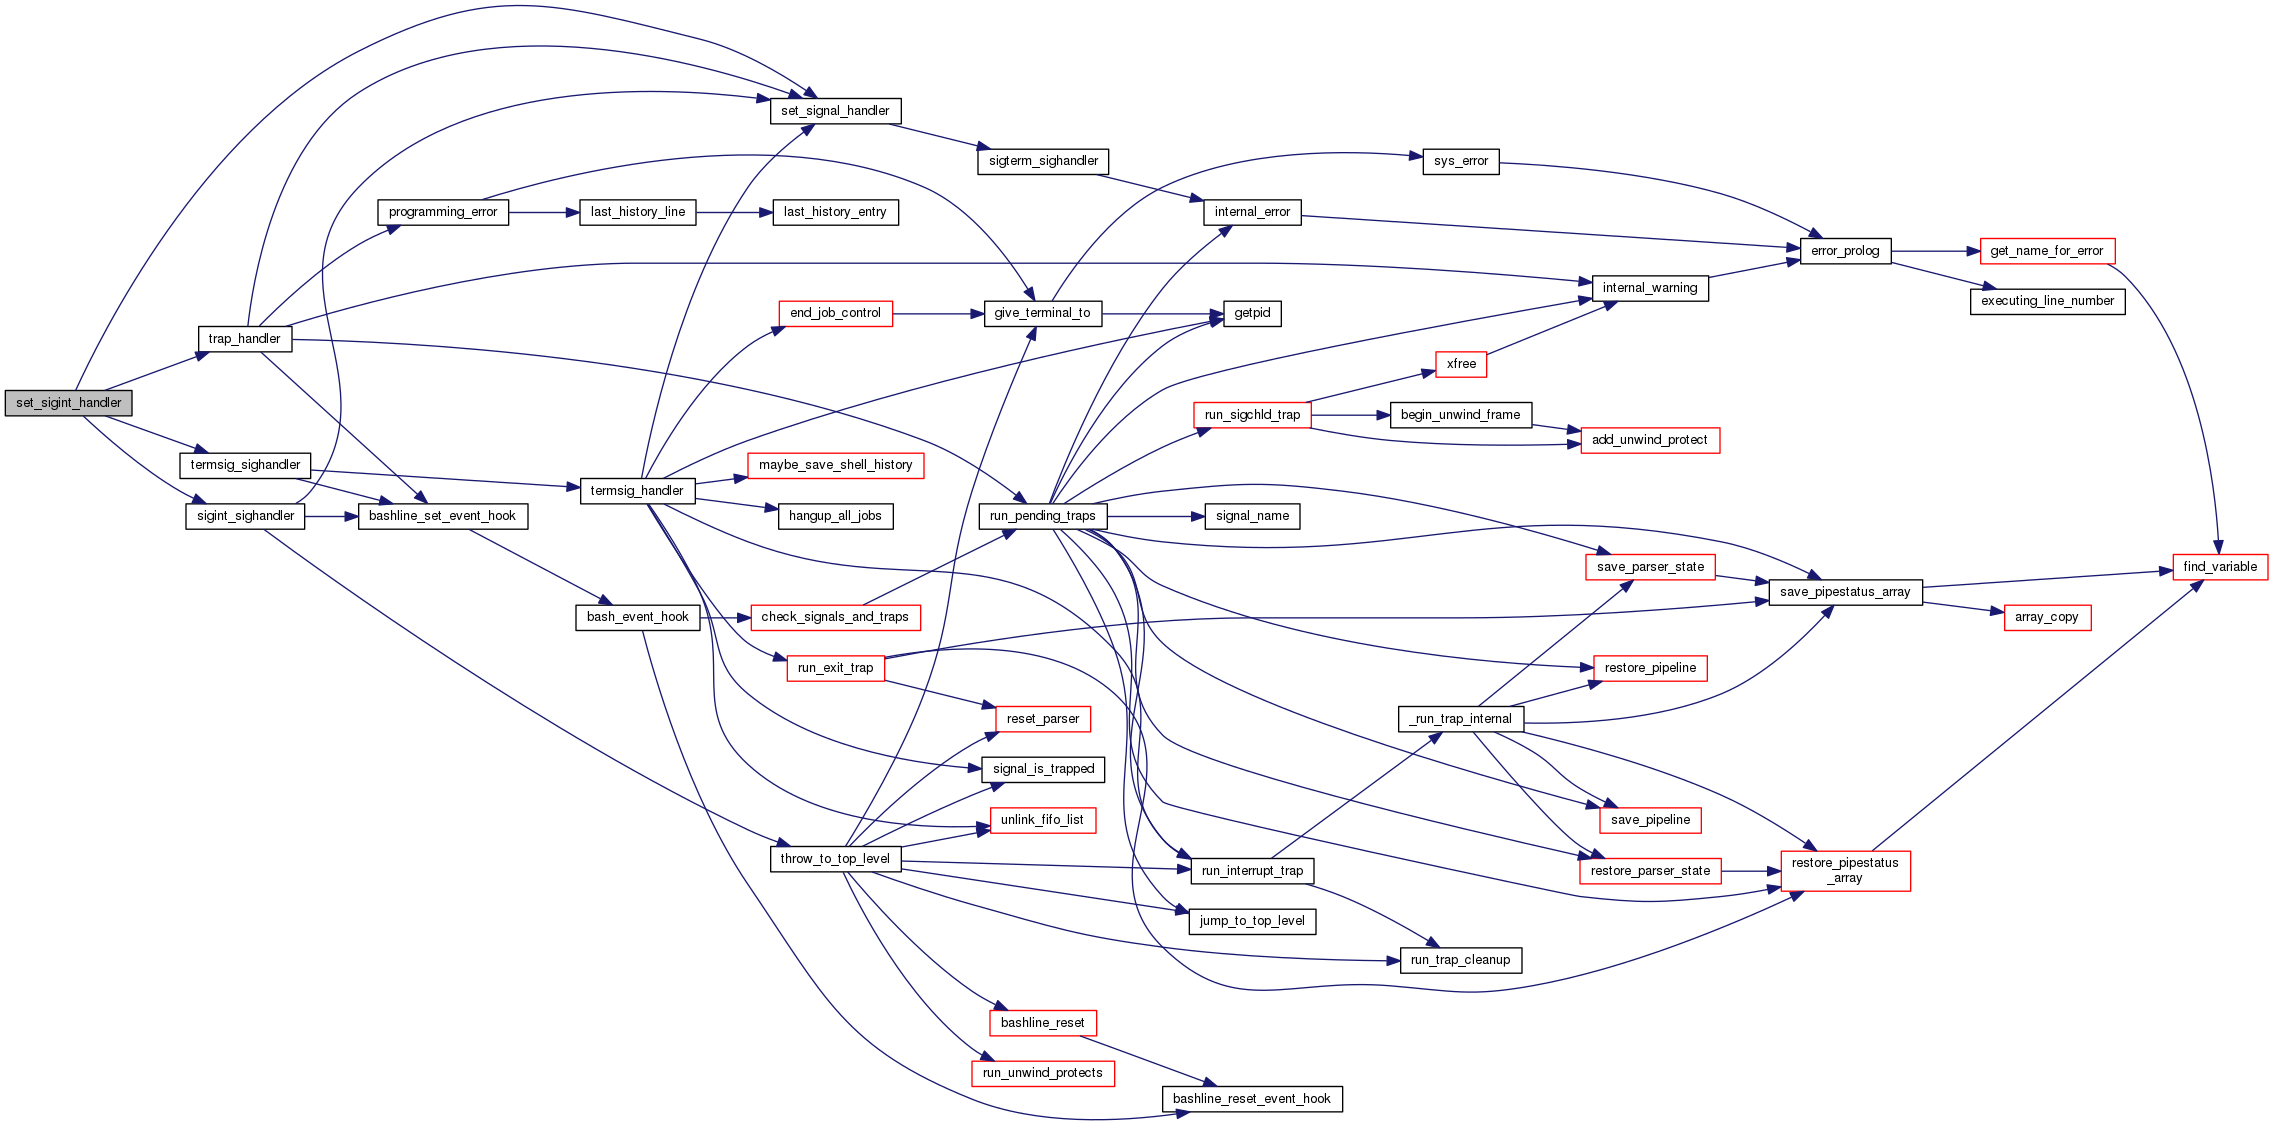 set_signal_handler
sigterm_sighandler
sys_error
programming_error
last_history_line
last_history_entry
internal_error
error_prolog
get_name_for_error
internal_warning
executing_line_number
end_job_control
give_terminal_to
getpid
trap_handler
xfree
set_sigint_handler
run_sigchld_trap
begin_unwind_frame
add_unwind_protect
termsig_sighandler
maybe_save_shell_history
termsig_handler
sigint_sighandler
bashline_set_event_hook
hangup_all_jobs
run_pending_traps
signal_name
save_parser_state
find_variable
save_pipestatus_array
bash_event_hook
check_signals_and_traps
array_copy
run_exit_trap
restore_pipeline
reset_parser
_run_trap_internal
signal_is_trapped
unlink_fifo_list
save_pipeline
throw_to_top_level
run_interrupt_trap
restore_parser_state
restore_pipestatus
_array
jump_to_top_level
run_trap_cleanup
bashline_reset
run_unwind_protects
bashline_reset_event_hook